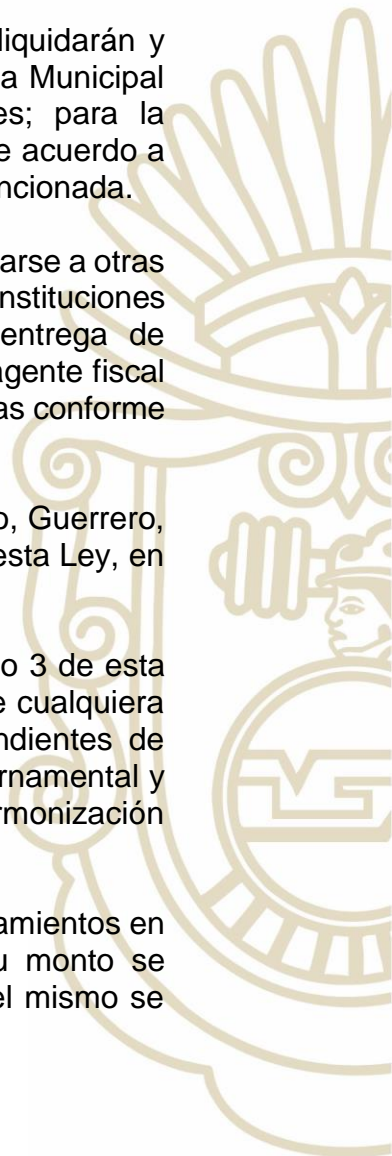 liquidarán y
a Municipal
es; para la
e acuerdo a
ncionada.
arse a otras
nstituciones
entrega de
agente fiscal
as conforme
o, Guerrero,
esta Ley, en
o 3 de esta
e cualquiera
ndientes de
rnamental y
rmonización
amientos en
u monto se
el mismo se